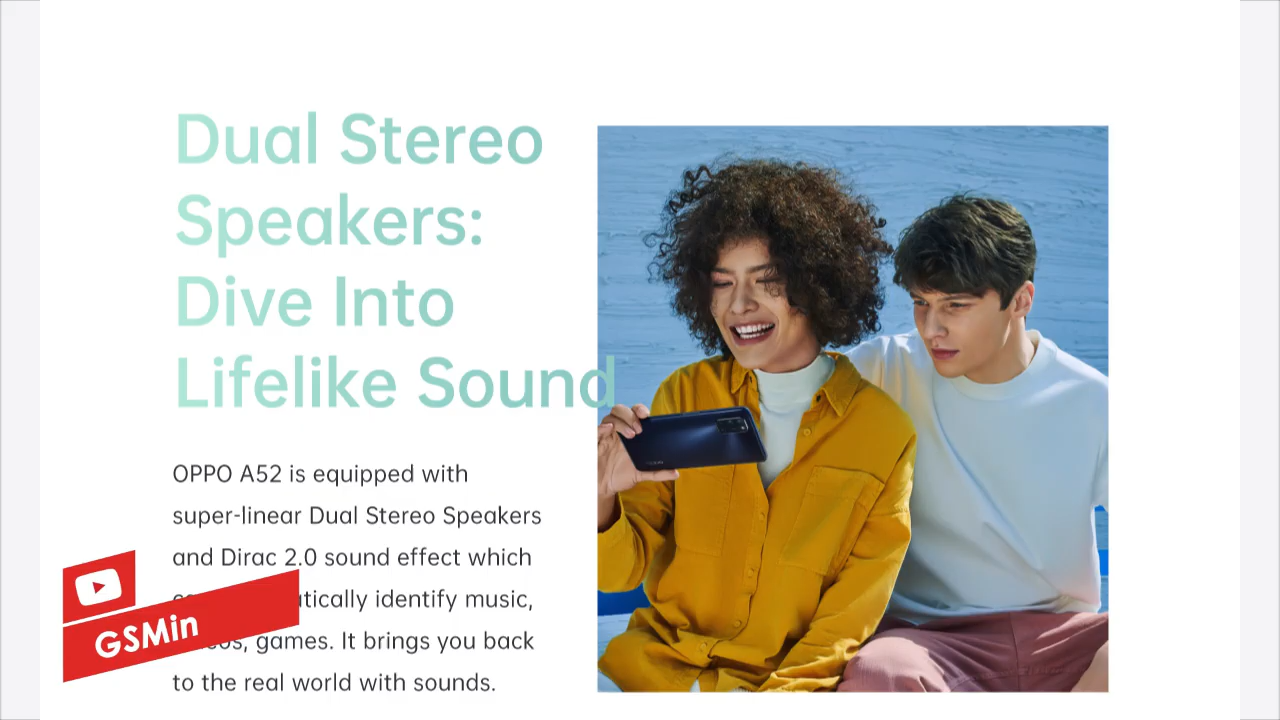 Dual Stereo
Speakers:
Dive Into
Lifelike Sound
OPPO A52 is equipped with
super-linear Dual Stereo Speakers
and Dirac 2.0 sound effect which
identify music,
games. It brings you back
to the real world with sounds.
GSMin